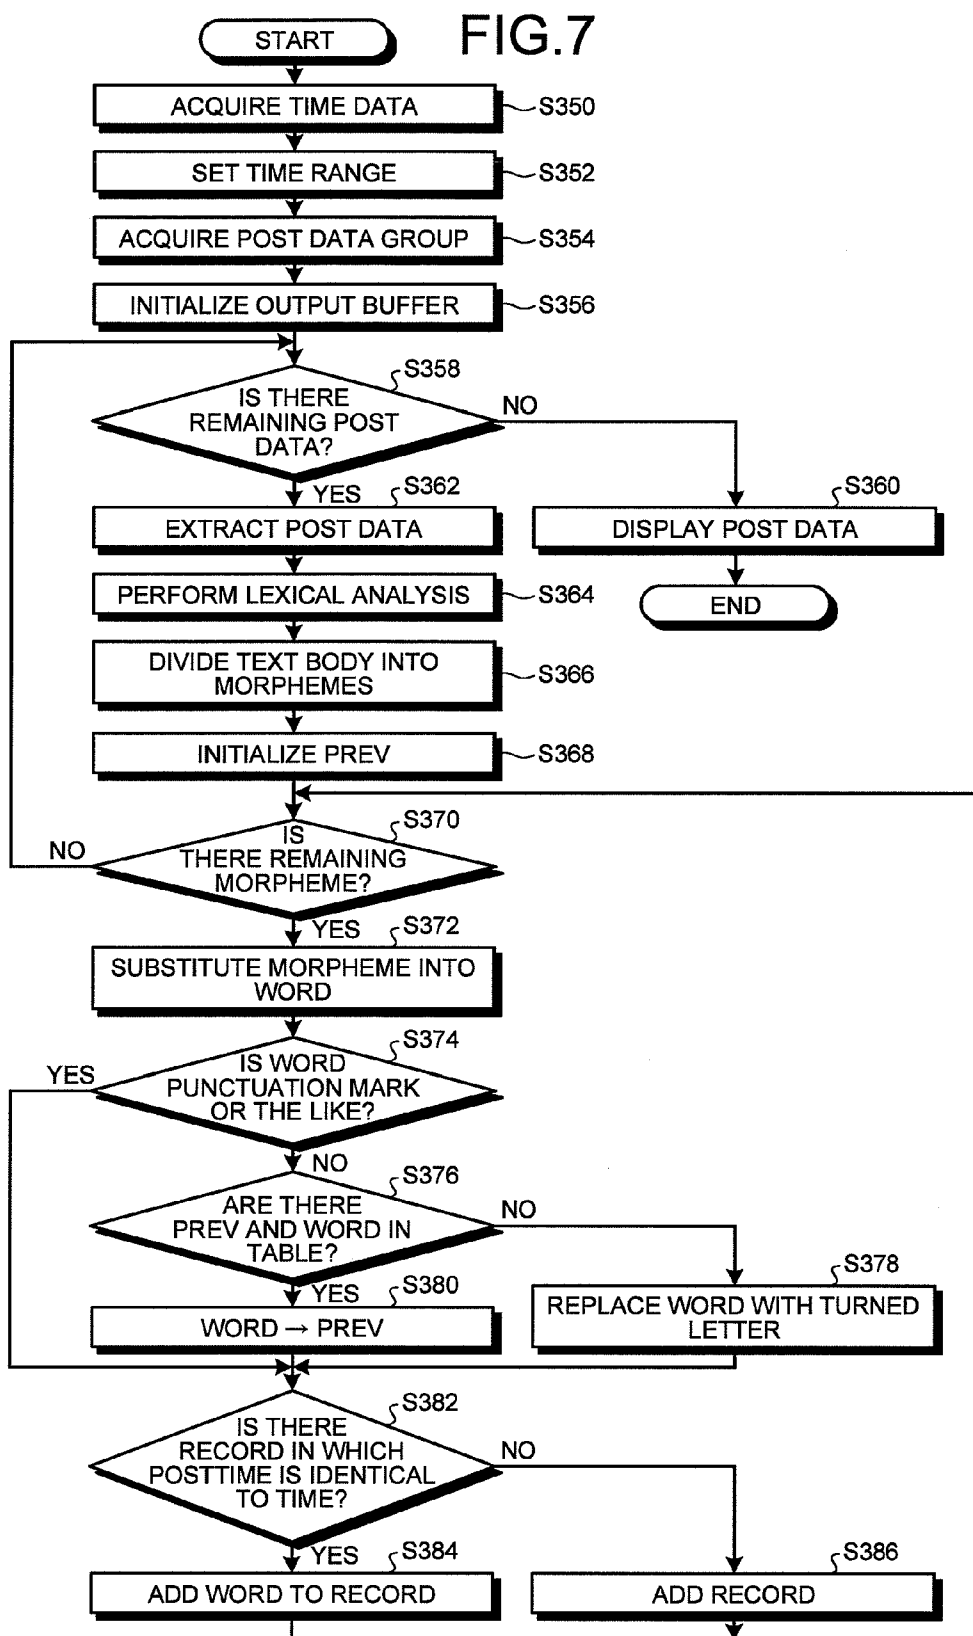 FIG.7
START
ACQUIRE TIME DATA
S350
SET TIME RANGE
S352
ACQUIRE POST DATA GROUP
S354
INITIALIZE OUTPUT BUFFER
S356
S358
IS THERE
REMAINING POST
DATA?
NO
YES
S362
S360
EXTRACT POST DATA
DISPLAY POST DATA
PERFORM LEXICAL ANALYSIS
S364
END
DIVIDE TEXT BODY INTO
MORPHEMES
S366
INITIALIZE PREV
S368
S370
IS
THERE REMAINING
MORPHEME?
NO
YES
S372
SUBSTITUTE MORPHEME INTO
WORD
S374
IS WORD
PUNCTUATION MARK
OR THE LIKE?
YES
NO
S376
ARE THERE
PREV AND WORD IN
TABLE?
NO
YES
S380
S378
WORD → PREV
REPLACE WORD WITH TURNED
LETTER
S382
IS THERE
RECORD IN WHICH
POSTTIME IS IDENTICAL
TO TIME?
NO
YES
S384
S386
ADD WORD TO RECORD
ADD RECORD